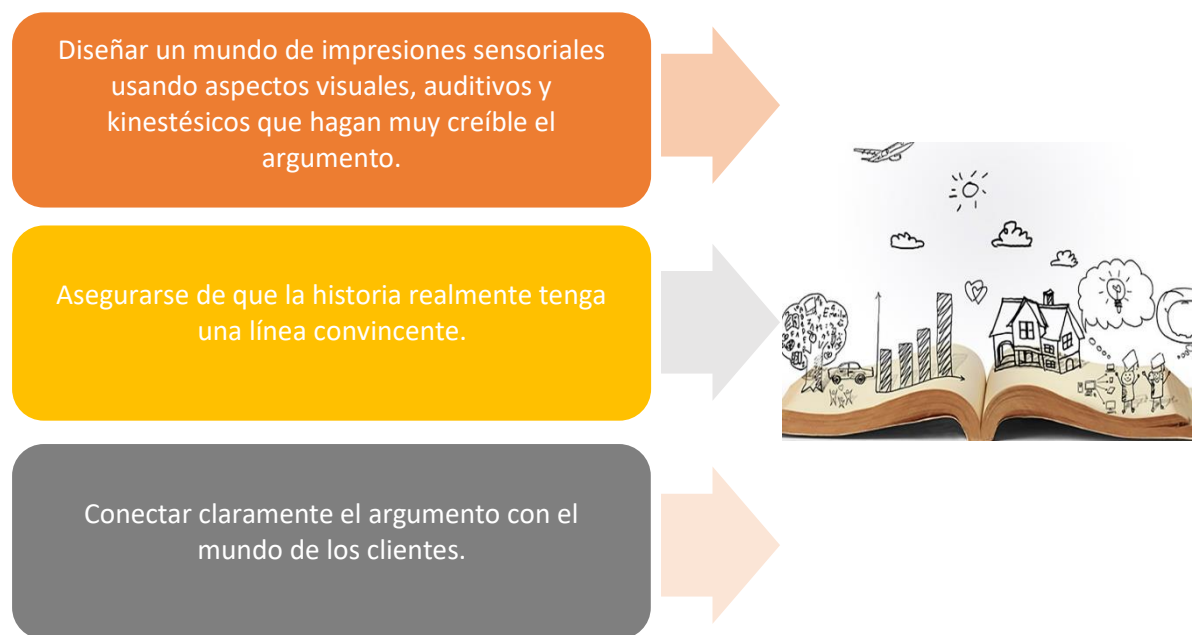 Diseñar un mundo de impresiones sensoriales
usando aspectos visuales, auditivos y
kinestésicos que hagan muy creíble el
argumento.
Asegurarse de que la historia realmente tenga
una línea convincente.
Conectar claramente el argumento con el
mundo de los clientes.